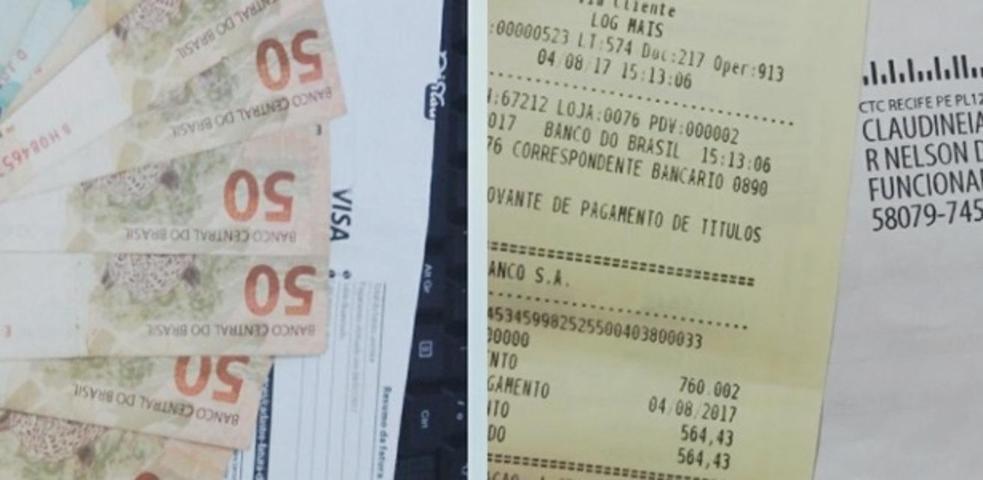 50
BANCO CENTRAL DO BRASIL
50
BANCO CENTRAL DO BRASIL
50
BANCO CENTRAL DO BRASIL
50
BANCO CENTRAL DO BRASIL
VISA
Resumo da fatura
Alt Gr
Ctrl
Via Cliente
LOG MAIS
:00000523 LT:574 Doc:217 Oper:913
04/08/17 15:13:06
:67212 LOJA:0076 PDV:000002
017 BANCO DO BRASIL 15:13:06
76 CORRESPONDENTE BANCARIO 0890
OVANTE DE PAGAMENTO DE TITULOS
ANCO S.A.
453459982525500403800033
00000
NTO 760.002
GAMENTO 04/08/2017
TO 564,43
DO 564,43
CTC RECIFE PE PL12
CLAUDINEIA
R NELSON D
FUNCIONA
58079-745